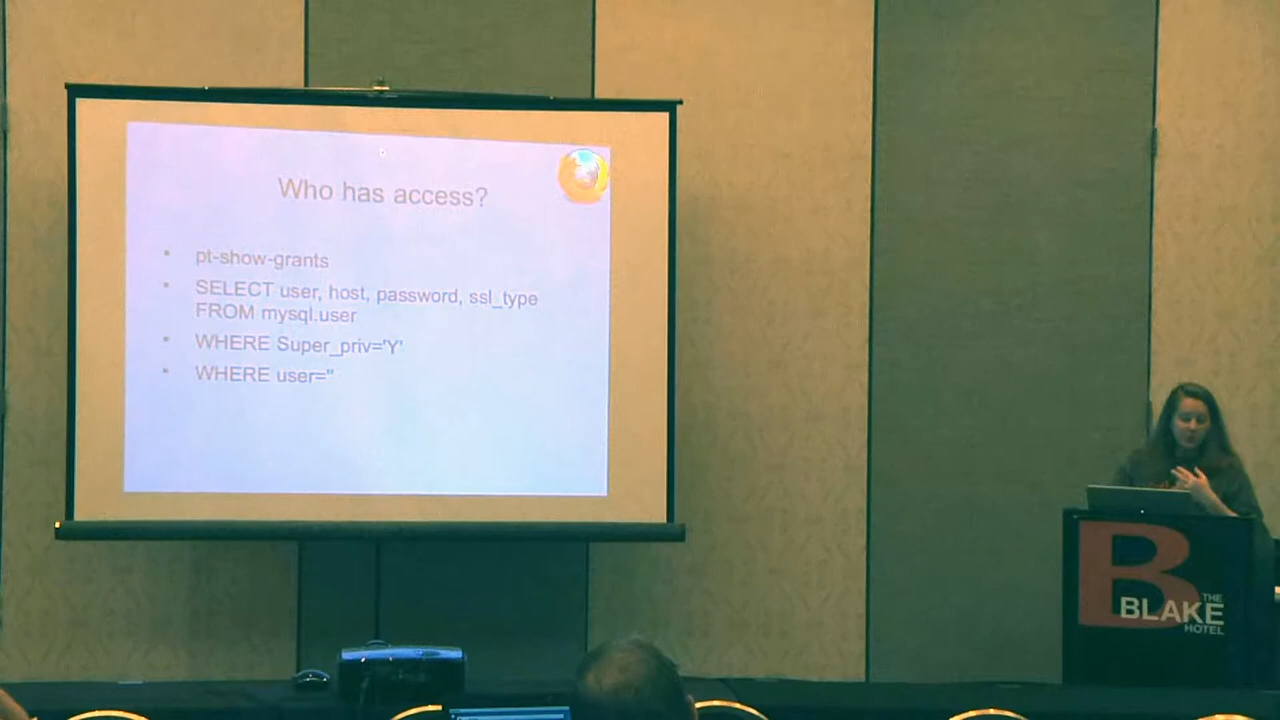 Who has access?
pt-show-grants
SELECT user, host, password, ssl_type
FROM mysql.user
WHERE Super_priv='Y'
WHERE user=''
B
THE
BLAKE
HOTEL